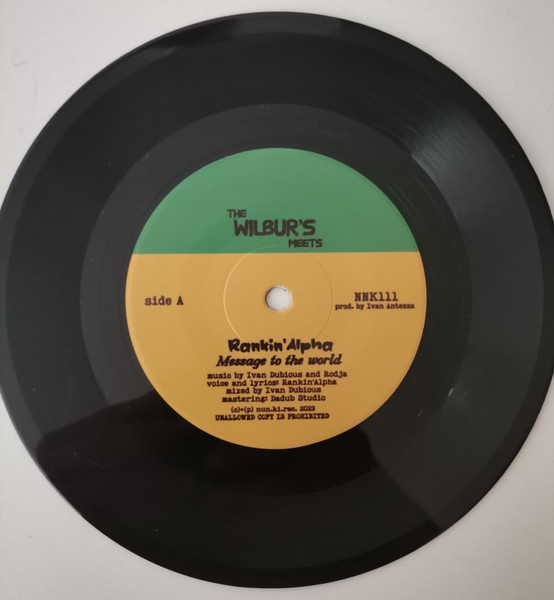 THE
WILBUR'S
MEETS
side A
NNK111
prod. by Ivan Antezza
Rankin'Alpha
Message to the world
music by Ivan Dubious and Rodja
voice and lyrics: Rankin'Alpha
mixed by Ivan Dubious
mastering: Dadub Studio
(c)+(p) nun.ki.rec. 2023
UNALLOWED COPY IS PROHIBITED